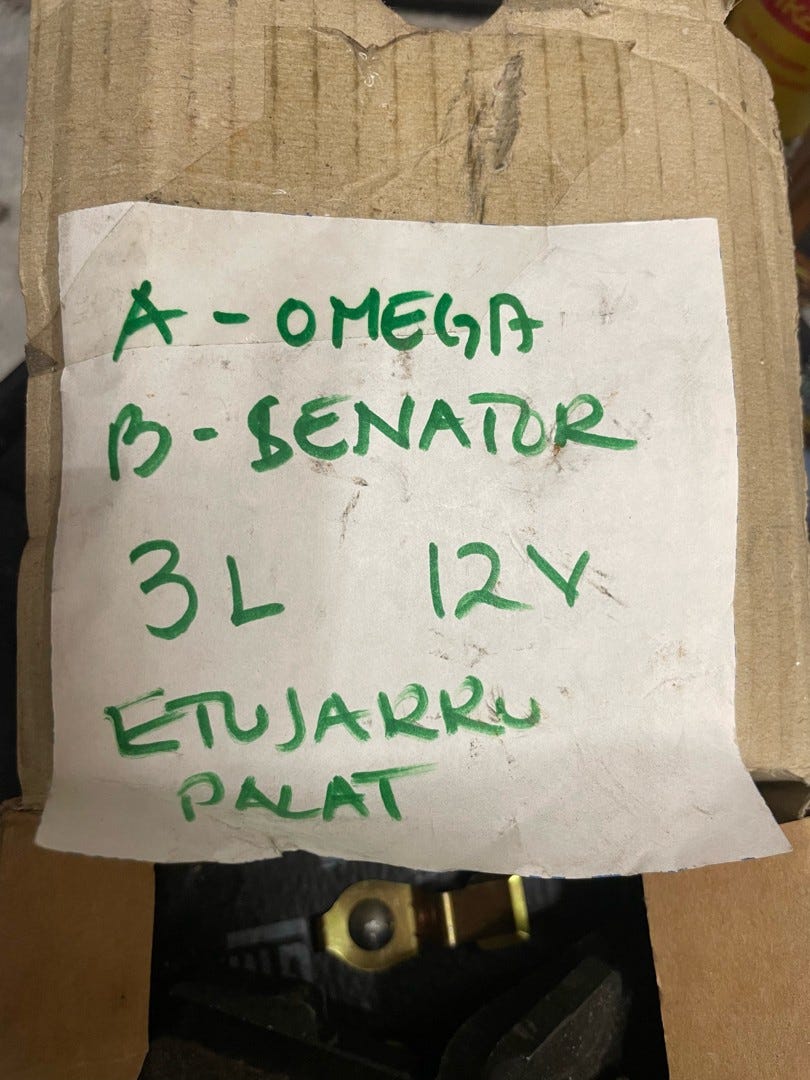 A - OMEGA
B - SENATOR
3L 12V
ETUJARRU
PALAT